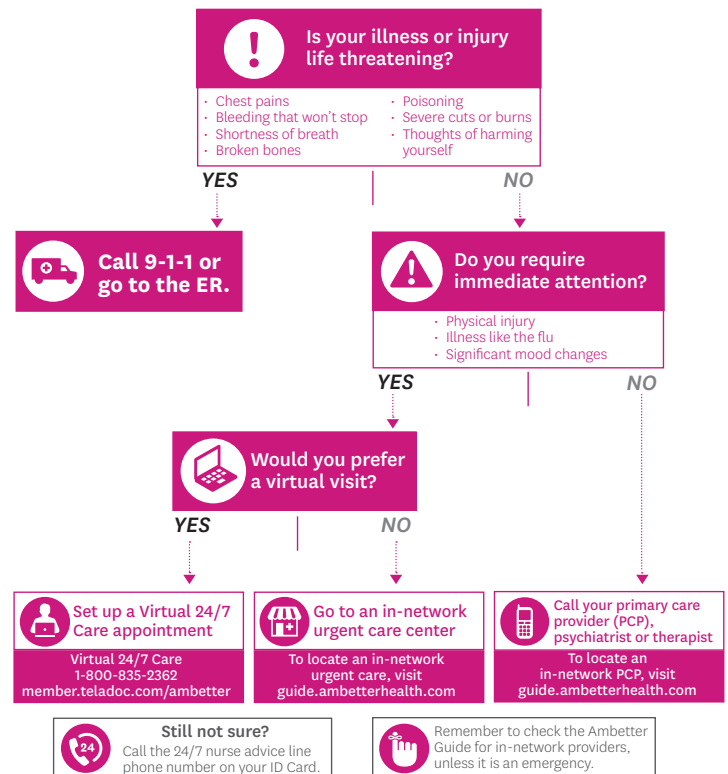 Is your illness or injury
life threatening?
· Chest pains
· Bleeding that won't stop
· Shortness of breath
· Broken bones
· Poisoning
· Severe cuts or burns
· Thoughts of harming
yourself
YES
NO
Call 9-1-1 or
go to the ER.
Do you require
immediate attention?
· Physical injury
· Illness like the flu
· Significant mood changes
YES
NO
Would you prefer
a virtual visit?
YES
NO
Set up a Virtual 24/7
Care appointment
Virtual 24/7 Care
1-800-835-2362
member.teladoc.com/ambetter
Go to an in-network
urgent care center
To locate an in-network
urgent care, visit
guide.ambetterhealth.com
Call your primary care
provider (PCP),
psychiatrist or therapist
To locate an
in-network PCP, visit
guide.ambetterhealth.com
24
Still not sure?
Call the 24/7 nurse advice line
phone number on your ID Card.
Remember to check the Ambetter
Guide for in-network providers,
unless it is an emergency.